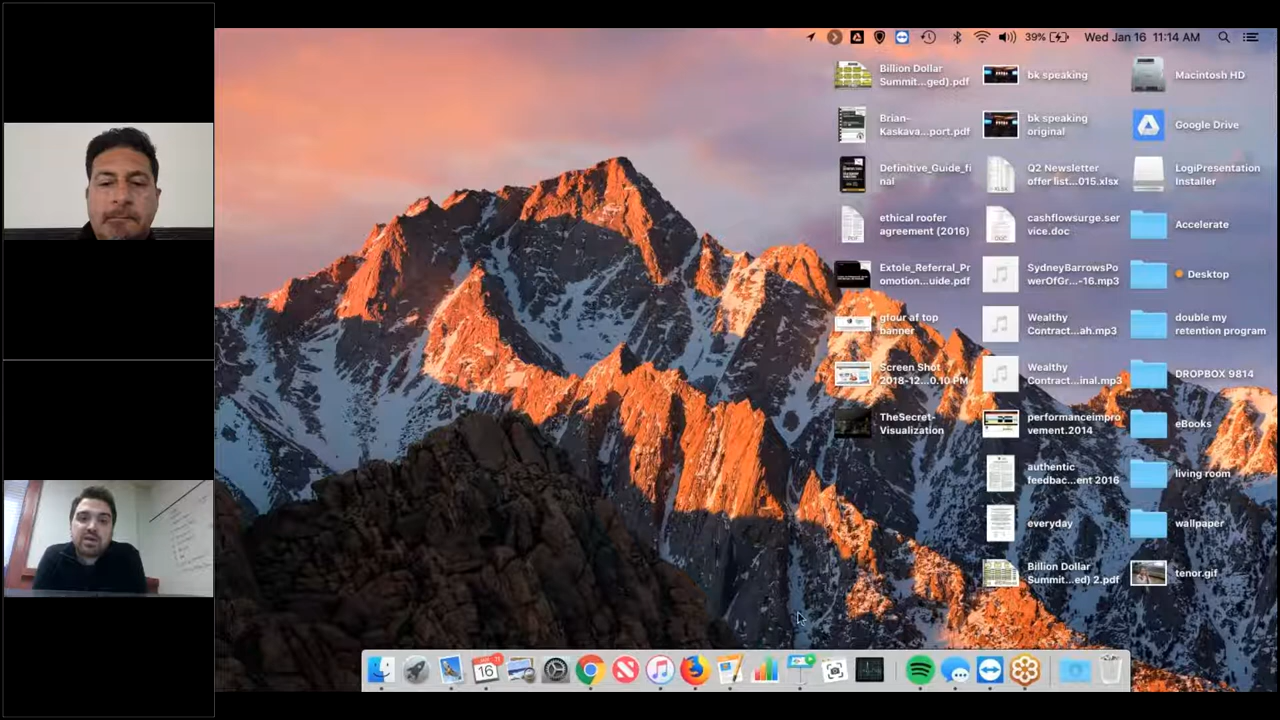 39%
Wed Jan 16 11:14 AM
Billion Dollar
Summit...ged).pdf
Brian-
Kaskava...port.pdf
Definitive_Guide_fi
nal
ethical roofer
agreement (2016)
Extole_Referral_Pr
omotion...uide.pdf
gfour af top
banner
Screen Shot
2018-12...0.10 PM
TheSecret-
Visualization
bk speaking
bk speaking
original
Q2 Newsletter
offer list...015.xlsx
cashflowsurge.ser
vice.doc
SydneyBarrowsPo
werOfGr...-16.mp3
Wealthy
Contract...ah.mp3
Wealthy
Contract...inal.mp3
performanceimpro
vement.2014
authentic
feedbac...ent 2016
everyday
Billion Dollar
Summit...ed) 2.pdf
Macintosh HD
Google Drive
LogiPresentation
Installer
Accelerate
Desktop
double my
retention program
DROPBOX 9814
eBooks
living room
wallpaper
tenor.gif
16